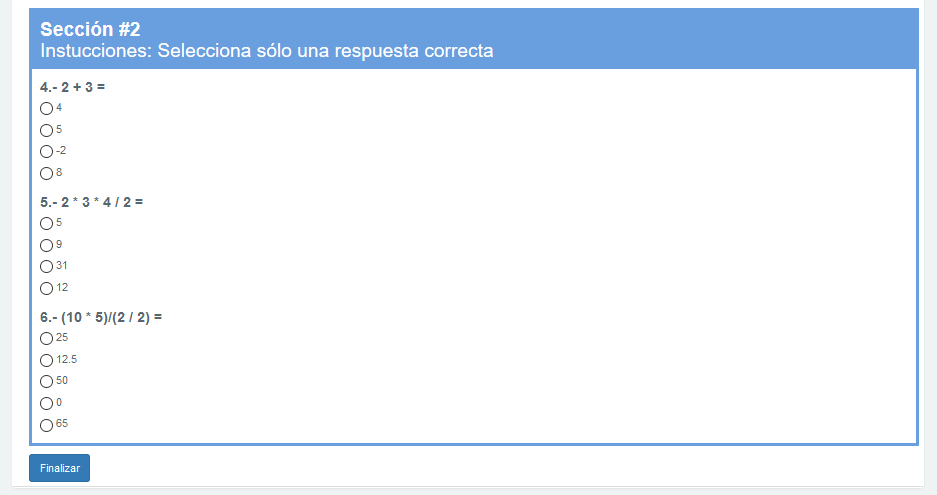 Sección #2
Instucciones: Selecciona sólo una respuesta correcta
4.- 2 + 3 =
4
5
-2
8
5.- 2 * 3 * 4 / 2 =
5
9
31
12
6.- (10 * 5)/(2 / 2) =
25
12.5
50
0
65
Finalizar